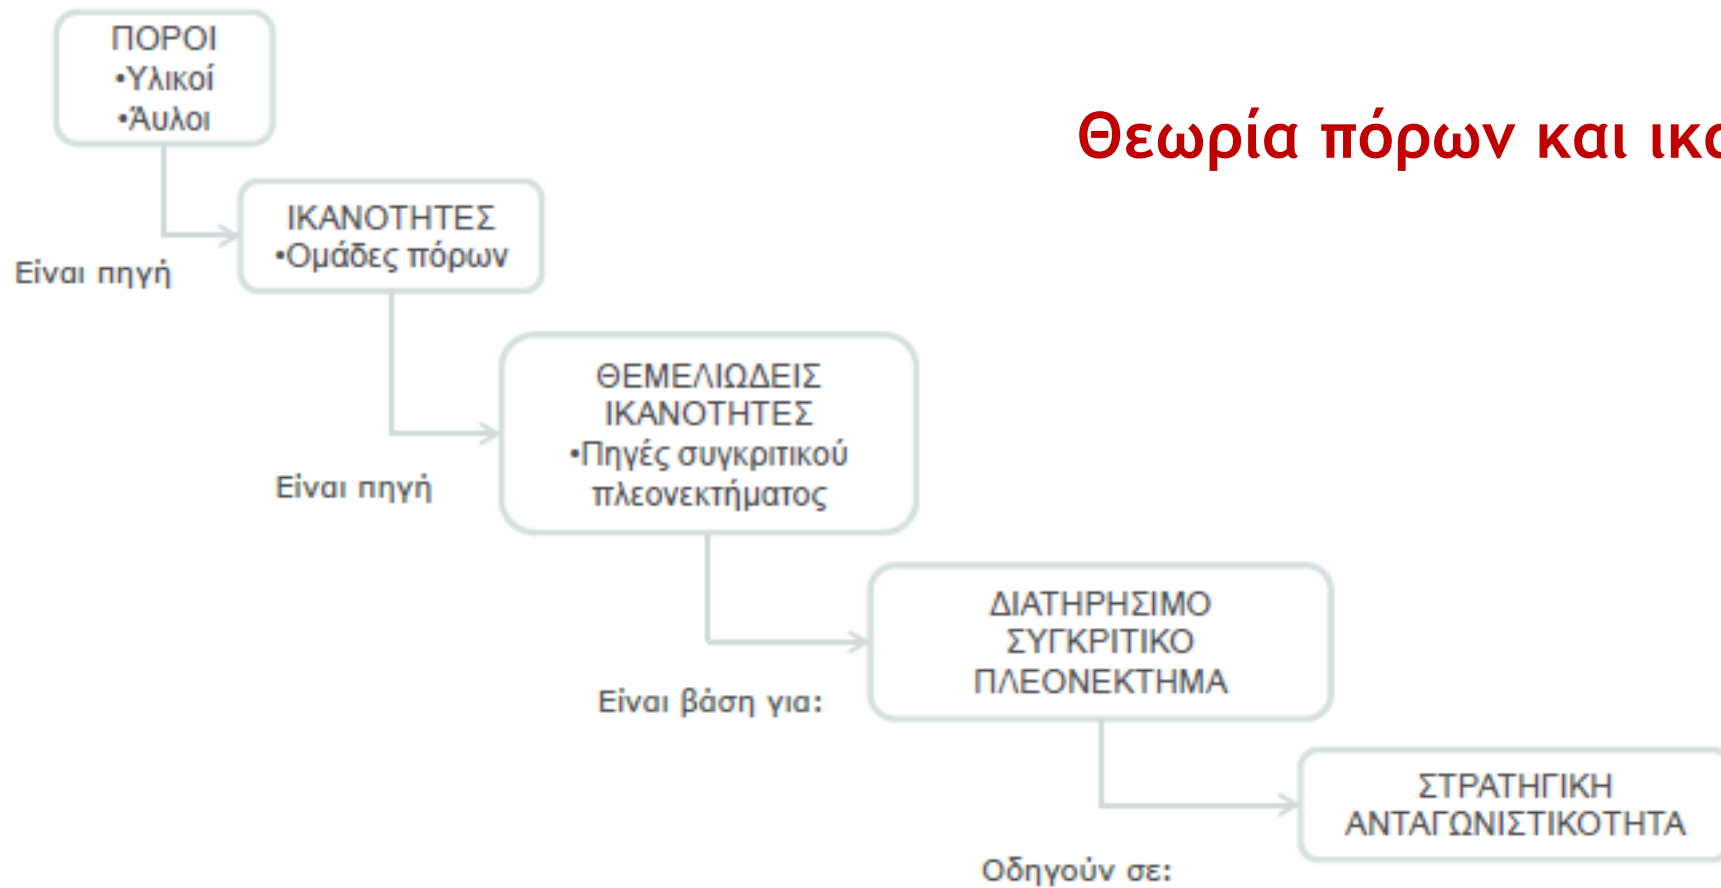 ΠΟΡΟΙ
•Υλικοί
•Άυλοι
Θεωρία πόρων και
Είναι πηγή
ΙΚΑΝΟΤΗΤΕΣ
•Ομάδες πόρων
Είναι πηγή
ΘΕΜΕΛΙΩΔΕΙΣ
ΙΚΑΝΟΤΗΤΕΣ
•Πηγές συγκριτικού
πλεονεκτήματος
Είναι βάση για:
ΔΙΑΤΗΡΗΣΙΜΟ
ΣΥΓΚΡΙΤΙΚΟ
ΠΛΕΟΝΕΚΤΗΜΑ
Οδηγούν σε:
ΣΤΡΑΤΗΓΙΚΗ
ΑΝΤΑΓΩΝΙΣΤΙΚΟΤΗΤΑ